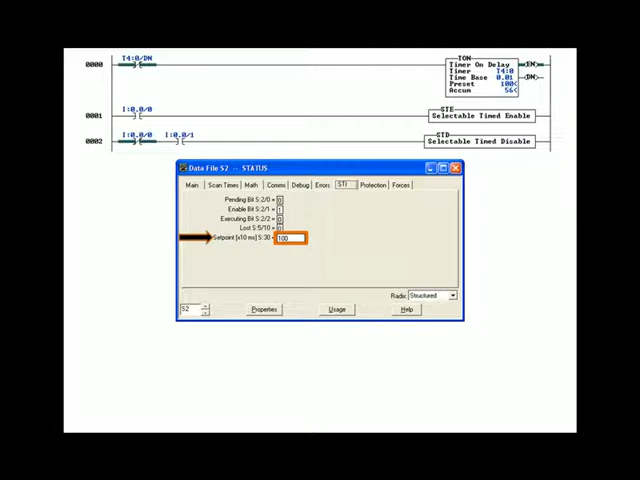 T4:0/DN
TON
0000
Timer On Delay
EN
Timer T4:0
Time Base 0.01
DN
Preset 100<
Accum 56<
I:0.0/0
STE
0001
Selectable Timed Enable
I:0.0/0 I:0.0/1
STD
0002
Selectable Timed Disable
Data File S2 -- STATUS
Main Scan Times Math Comms Debug Errors STI Protection Forces
Pending Bit S:2/0 = 0
Enable Bit S:2/1 = 1
Executing Bit S:2/2 = 0
Lost S:5/10 = 0
Setpoint [x10 ms] S:30 = 100
Radix: Structured
S2 Properties Usage Help